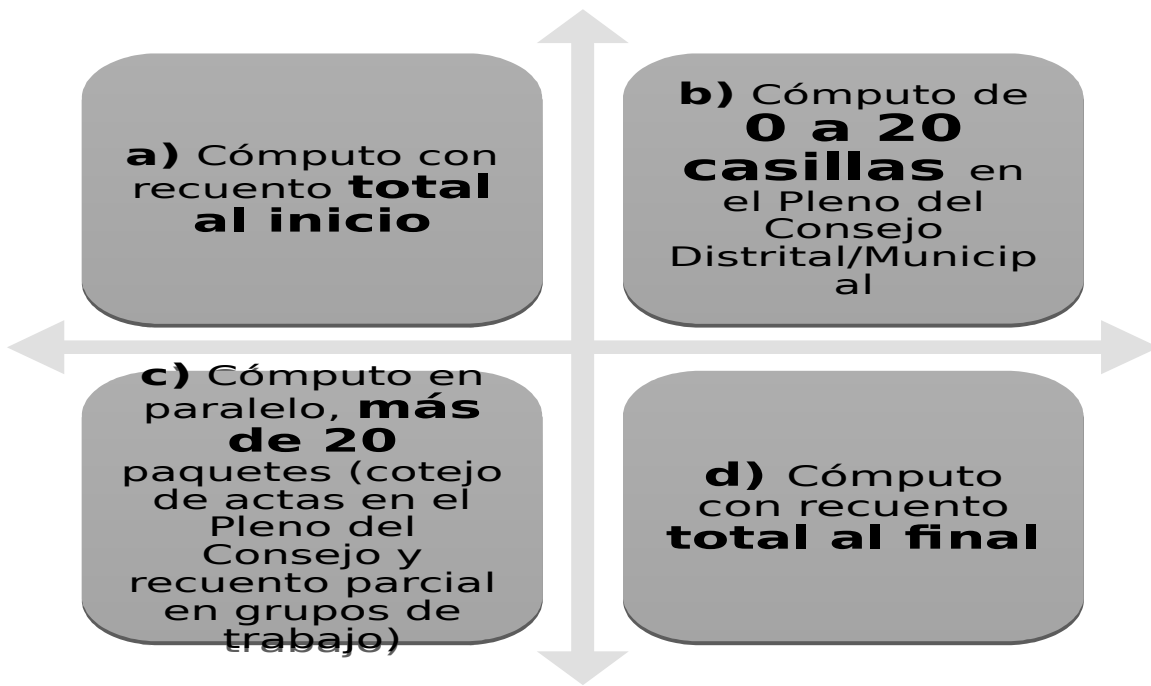 a) Cómputo con
recuento total
al inicio
b) Cómputo de
0 a 20
casillas en
el Pleno del
Consejo
Distrital/Municip
al
c) Cómputo en
paralelo, más
de 20
paquetes (cotejo
de actas en el
Pleno del
Consejo y
recuento parcial
en grupos de
trabajo)
d) Cómputo
con recuento
total al final